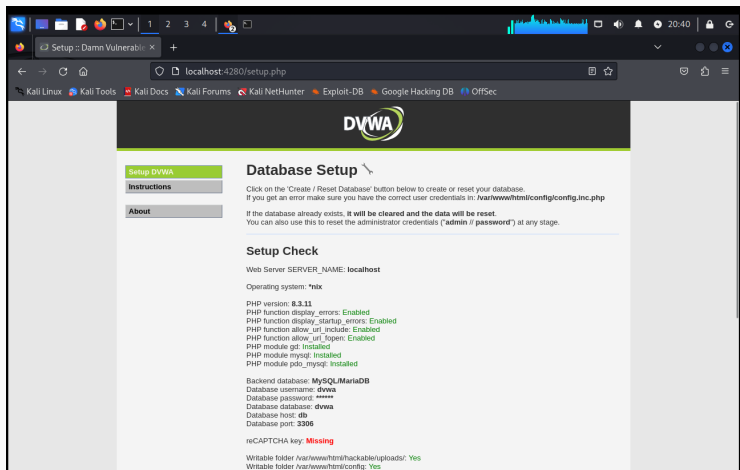 1 2 3 4
20:40
Setup :: Damn Vulnerable
localhost:4280/setup.php
Kali Linux Kali Tools Kali Docs Kali Forums Kali NetHunter Exploit-DB Google Hacking DB OffSec
DVWA
Setup DVWA
Instructions
About
Database Setup
Click on the 'Create / Reset Database' button below to create or reset your database.
If you get an error make sure you have the correct user credentials in: /var/www/html/config/config.inc.php
If the database already exists, it will be cleared and the data will be reset.
You can also use this to reset the administrator credentials ("admin // password") at any stage.
Setup Check
Web Server SERVER_NAME: localhost
Operating system: *nix
PHP version: 8.3.11
PHP function display_errors: Enabled
PHP function display_startup_errors: Enabled
PHP function allow_url_include: Enabled
PHP function allow_url_fopen: Enabled
PHP module gd: Installed
PHP module mysql: Installed
PHP module pdo_mysql: Installed
Backend database: MySQL/MariaDB
Database username: dvwa
Database password: ******
Database database: dvwa
Database host: db
Database port: 3306
reCAPTCHA key: Missing
Writable folder /var/www/html/hackable/uploads/: Yes
Writable folder /var/www/html/config: Yes